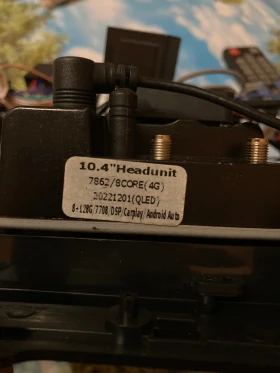 10.4"Headunit
7862/8CORE(4G)
20221201(QLED)
8+128G/7708/DSP/Carplay/Android Auto